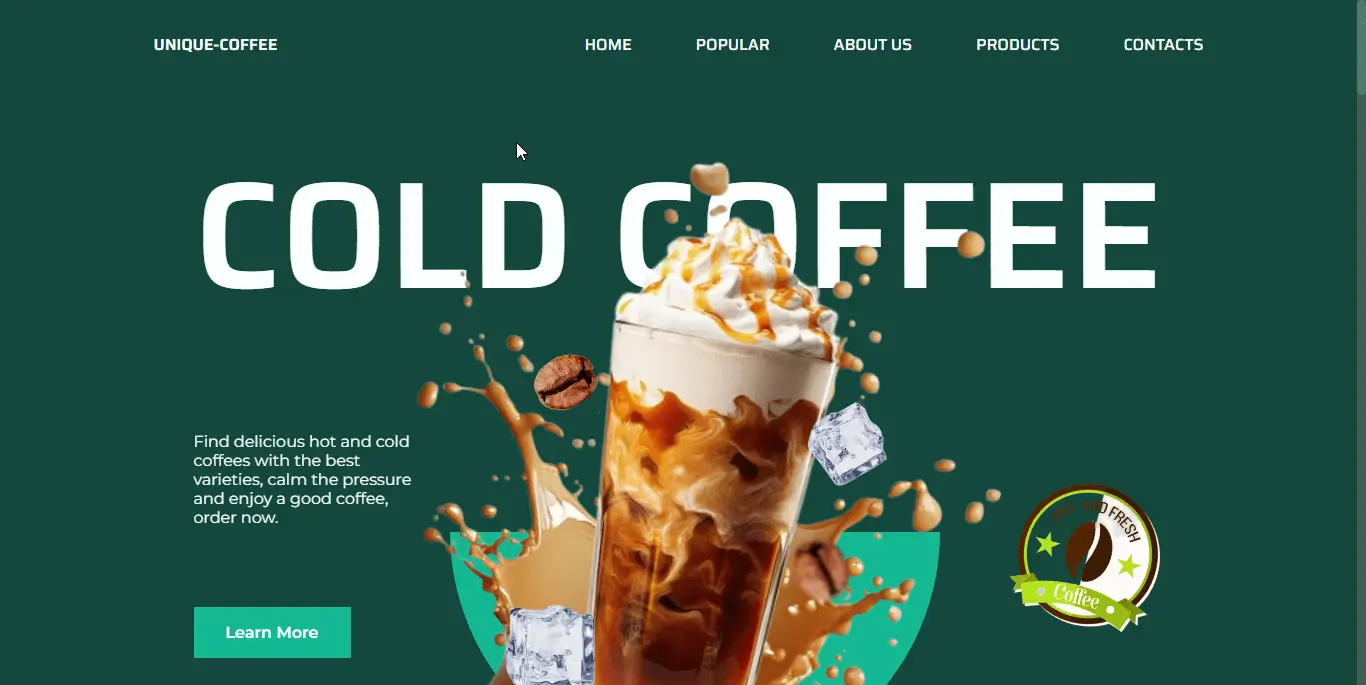 UNIQUE-COFFEE
HOME
POPULAR
ABOUT US
PRODUCTS
CONTACTS
COLD COFFEE
Find delicious hot and cold
coffees with the best
varieties, calm the pressure
and enjoy a good coffee,
order now.
Learn More
FRESH
Coffee